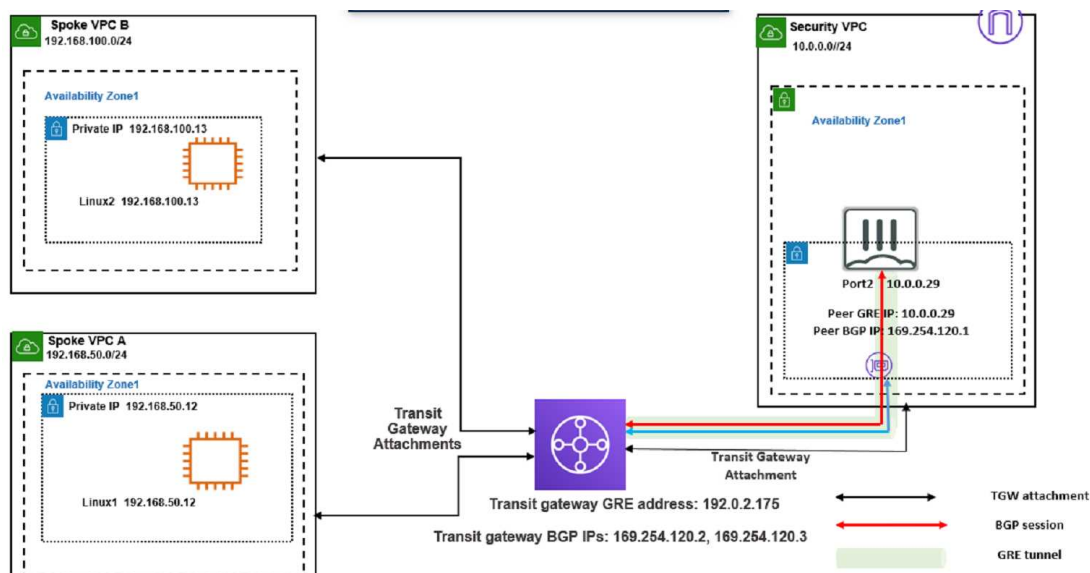 Spoke VPC B
192.168.100.0/24
Availability Zone1
Private IP 192.168.100.13
Linux2 192.168.100.13
Spoke VPC A
192.168.50.0/24
Availability Zone1
Private IP 192.168.50.12
Linux1 192.168.50.12
Transit
Gateway
Attachments
Security VPC
10.0.0.0//24
Availability Zone1
Port2 10.0.0.29
Peer GRE IP: 10.0.0.29
Peer BGP IP: 169.254.120.1
Transit Gateway
Attachment
Transit gateway GRE address: 192.0.2.175
Transit gateway BGP IPs: 169.254.120.2, 169.254.120.3
TGW attachment
BGP session
GRE tunnel